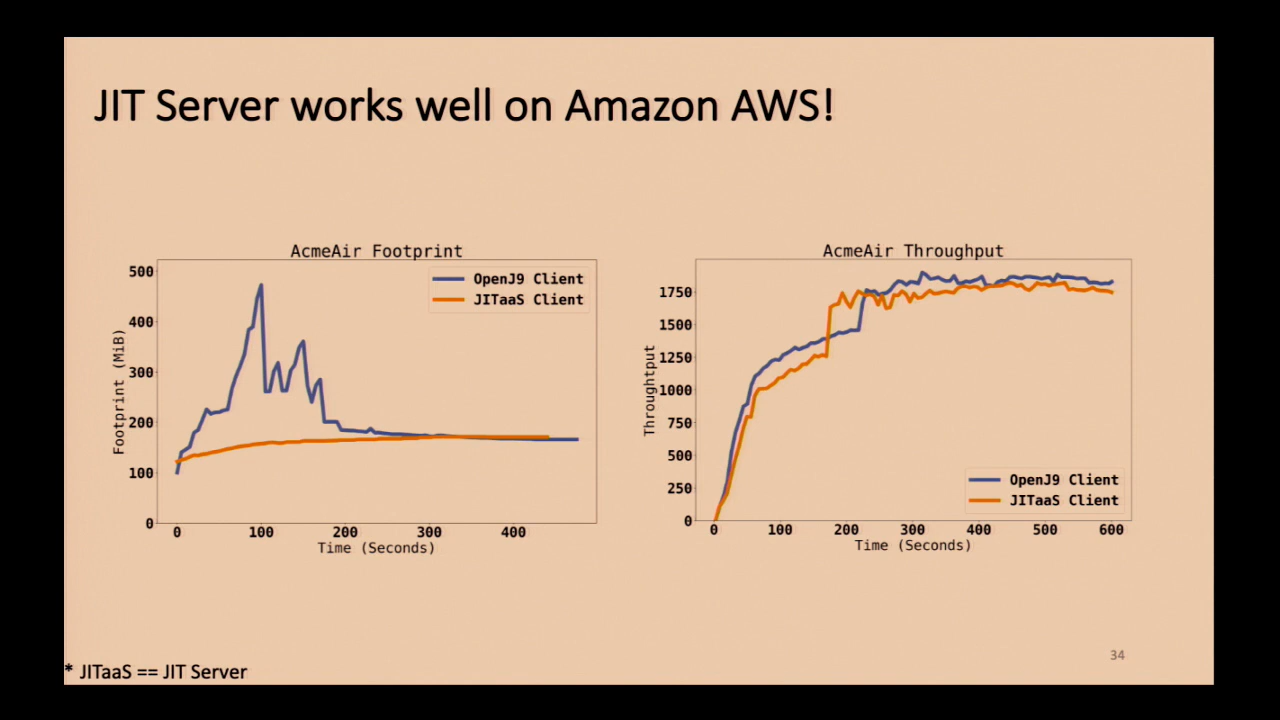 JIT Server works well on Amazon AWS!
AcmeAir Footprint
500
400
300
200
100
0
Footprint (MiB)
OpenJ9 Client
JITaaS Client
0 100 200 300 400
Time (Seconds)
AcmeAir Throughput
1750
1500
1250
1000
750
500
250
0
Throughtput
OpenJ9 Client
JITaaS Client
0 100 200 300 400 500 600
Time (Seconds)
34
* JITaaS == JIT Server